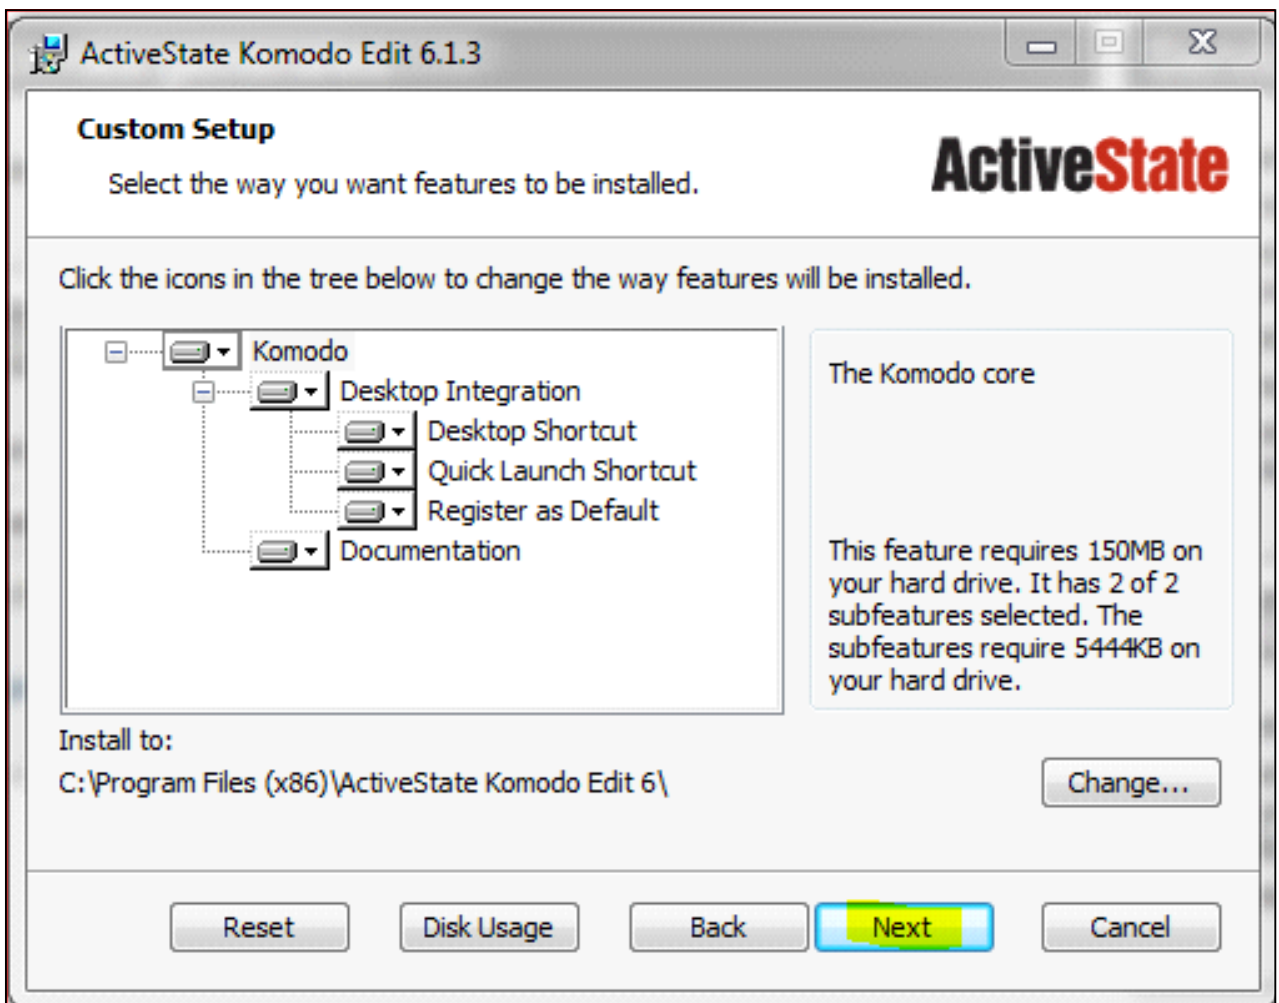 ActiveState Komodo Edit 6.1.3
Custom Setup
Select the way you want features to be installed.
ActiveState
Click the icons in the tree below to change the way features will be installed.
Komodo
Desktop Integration
Desktop Shortcut
Quick Launch Shortcut
Register as Default
Documentation
The Komodo core
This feature requires 150MB on
your hard drive. It has 2 of 2
subfeatures selected. The
subfeatures require 5444KB on
your hard drive.
Install to:
C:\Program Files (x86)\ActiveState Komodo Edit 6\
Change...
Reset
Disk Usage
Back
Next
Cancel